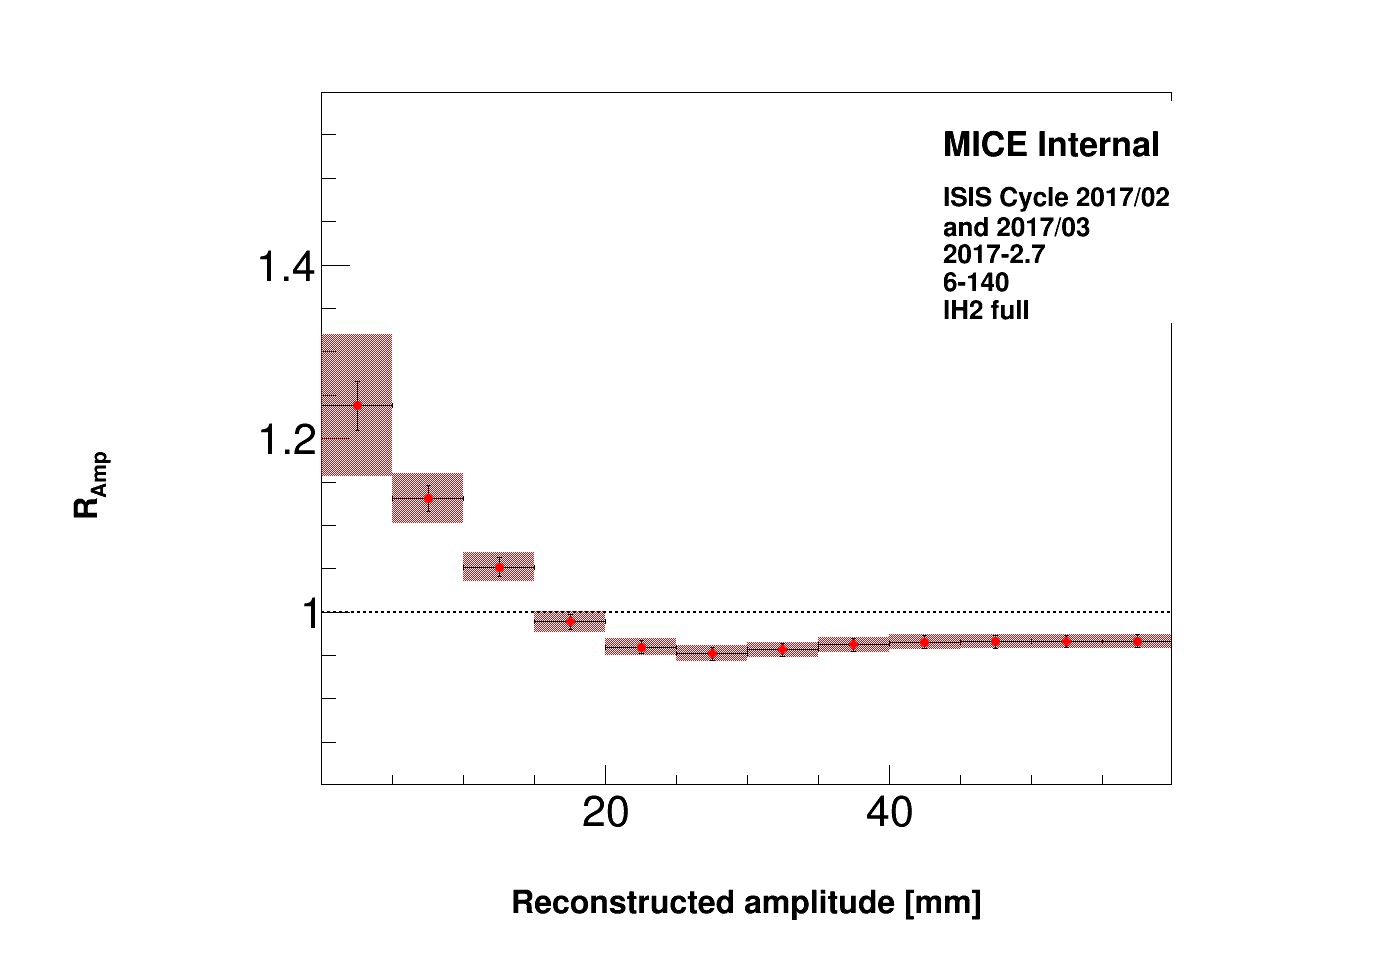 MICE Internal
ISIS Cycle 2017/02
and 2017/03
2017-2.7
6-140
IH2 full
1.4
1.2
1
R_Amp
20 40
Reconstructed amplitude [mm]